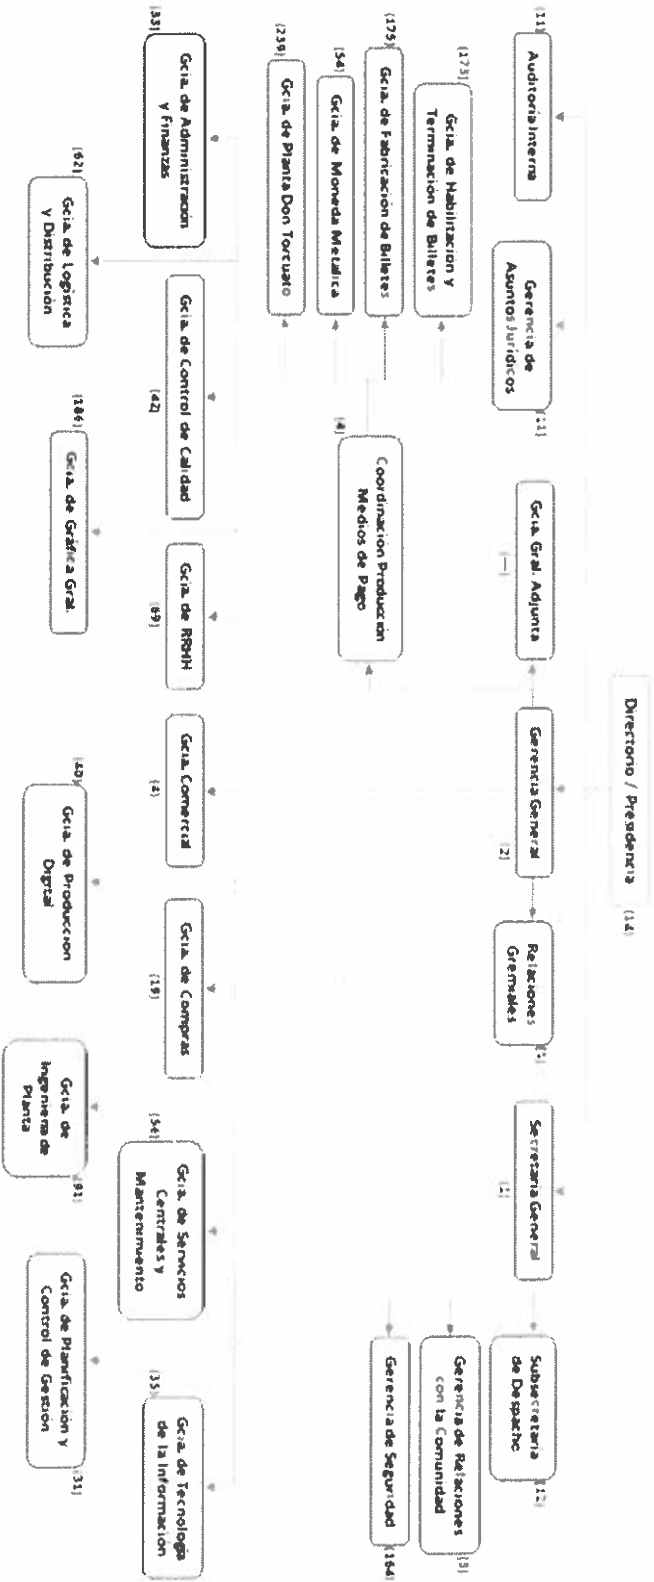 Directorio / Presidencia
(14)
(11)
Auditoría Interna
Gerencia de
Asuntos Jurídicos
Gcia. Gral. Adjunta
(—)
Gerencia General
(2)
Relaciones
Gremiales
Secretaría General
Subsecretaría
de Despacho
(12)
Gerencia de Relaciones
con la Comunidad
Gerencia de Seguridad
(164)
Coordinación Producción
Medios de Pago
(4)
(173)
Gcia. de Habilitación y
Terminación de Billetes
(175)
Gcia. de Fabricación de Billetes
(54)
Gcia. de Moneda Metálica
(239)
Gcia. de Planta Don Torcuato
Gcia. de Administración
y Finanzas
Gcia. de Control de Calidad
(42)
Gcia. de RRHH
(69)
Gcia. Comercial
Gcia. de Compras
(19)
Gcia. de Servicios
Centrales y
Mantenimiento
(35)
Gcia. de Tecnología
de la Información
(62)
Gcia. de Logística
y Distribución
(186)
Gcia. de Gráfica Gral.
Gcia. de Producción
Digital
Gcia. de
Ingeniería de
Planta
Gcia. de Planificación y
Control de Gestión
(31)